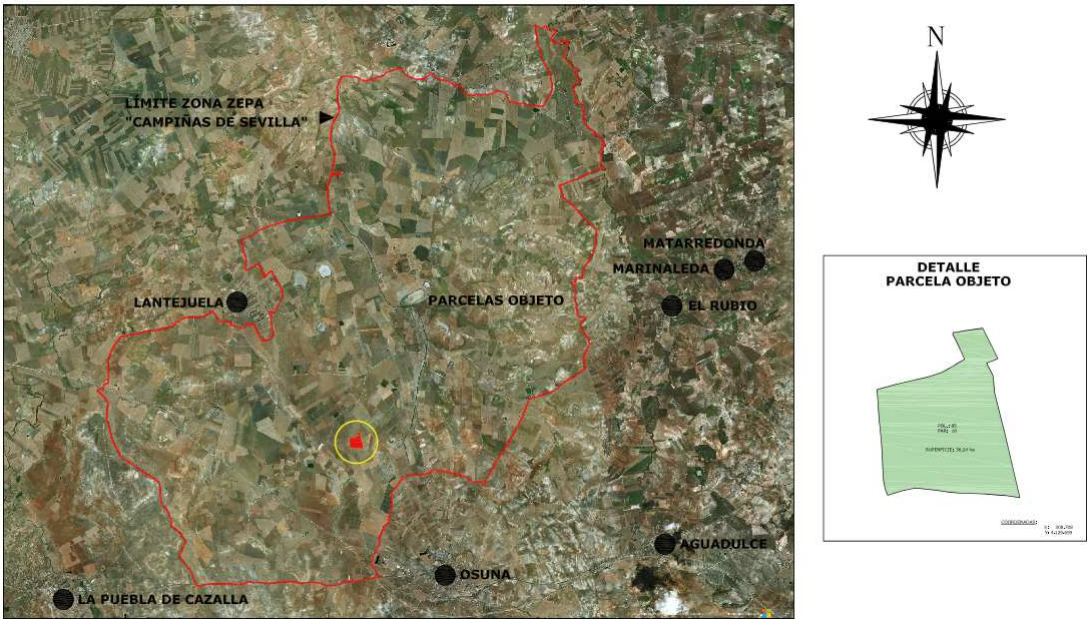 LÍMITE ZONA ZEPA
"CAMPIÑAS DE SEVILLA"
N
MATARREDONDA
MARINALEDA
LANTEJUELA
PARCELAS OBJETO
EL RUBIO
AGUADULCE
OSUNA
LA PUEBLA DE CAZALLA
DETALLE
PARCELA OBJETO
COORDENADAS: